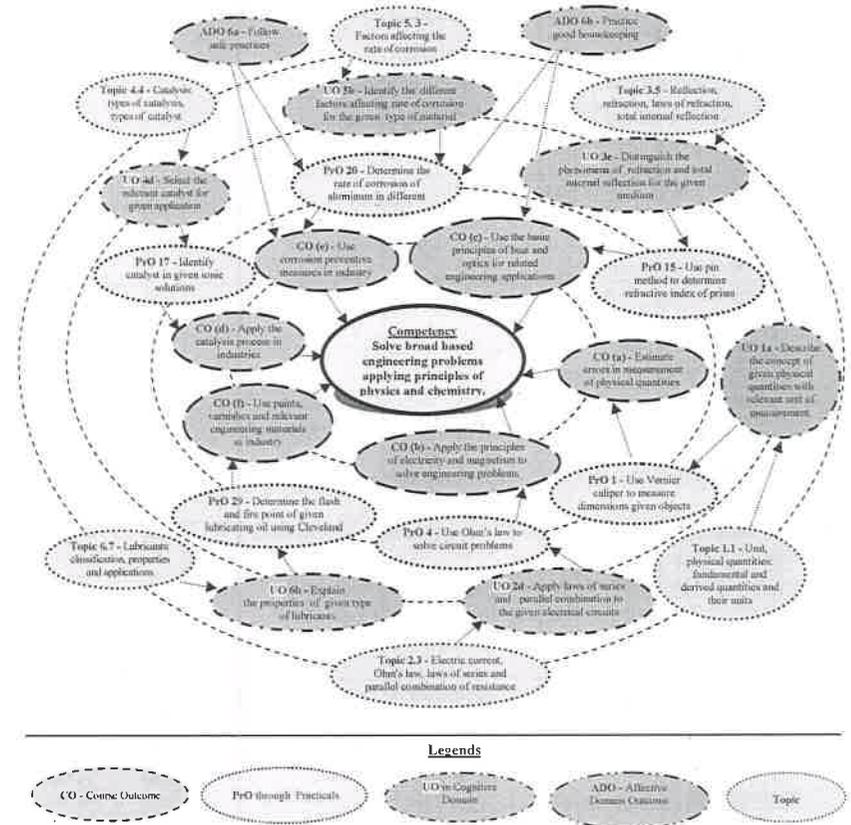 ADO 6a - Follow
safe practices
Topic 5. 3 -
Factors affecting the
rate of corrosion
ADO 6b - Practice
good housekeeping
Topic 4.4 - Catalysis:
types of catalysis,
types of catalyst
UO 5b - Identify the different
factors affecting rate of corrosion
for the given type of material
Topic 3.5 - Reflection,
refraction, laws of refraction,
total internal reflection
UO 4d - Select the
relevant catalyst for
given application
PrO 20 - Determine the
rate of corrosion of
aluminum in different
UO 3e - Distinguish the
phenomena of refraction and total
internal reflection for the given
medium
PrO 17 - Identify
catalyst in given some
solutions
CO (e) - Use
corrosion preventive
measures in industry
CO (c) - Use the basic
principles of heat and
optics for related
engineering applications
PrO 15 - Use pin
method to determine
refractive index of prism
CO (d) - Apply the
catalysis process in
industries
Competency
Solve broad based
engineering problems
applying principles of
physics and chemistry.
CO (a) - Estimate
errors in measurement
of physical quantities
UO 1a - Describe
the concept of
given physical
quantities with
relevant unit of
measurement.
CO (f) - Use paints,
varnishes and relevant
engineering materials
in industry
CO (b) - Apply the principles
of electricity and magnetism to
solve engineering problems
PrO 29 - Determine the flash
and fire point of given
lubricating oil using Cleveland
PrO 1 - Use Vernier
caliper to measure
dimensions given objects
PrO 4 - Use Ohm's law to
solve circuit problems
Topic 6.7 - Lubricants:
classification, properties
and applications
Topic 1.1 - Unit,
physical quantities:
fundamental and
derived quantities and
their units
UO 6h - Explain
the properties of given type
of lubricants
UO 2d - Apply laws of series
and parallel combination to
the given electrical circuits
Topic 2.3 - Electric current,
Ohm's law, laws of series and
parallel combination of resistance
Legends
CO - Course Outcome
PrO through Practicals
UO in Cognitive
Domain
ADO - Affective
Domain Outcome
Topic